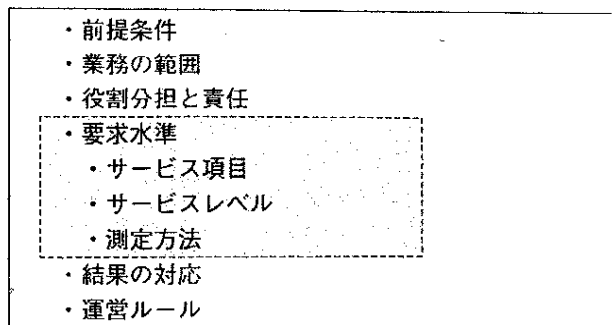 ・前提条件
・業務の範囲
・役割分担と責任
・要求水準
・サービス項目
・サービスレベル
・測定方法
・結果の対応
・運営ルール